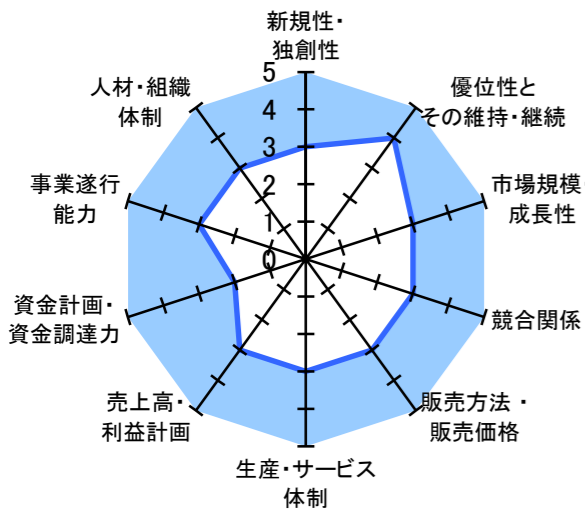 新規性・
独創性
優位性と
その維持・継続
市場規模
成長性
競合関係
販売方法・
販売価格
生産・サービス
体制
売上高・
利益計画
資金計画・
資金調達力
事業遂行
能力
人材・組織
体制
5
4
3
2
1
0